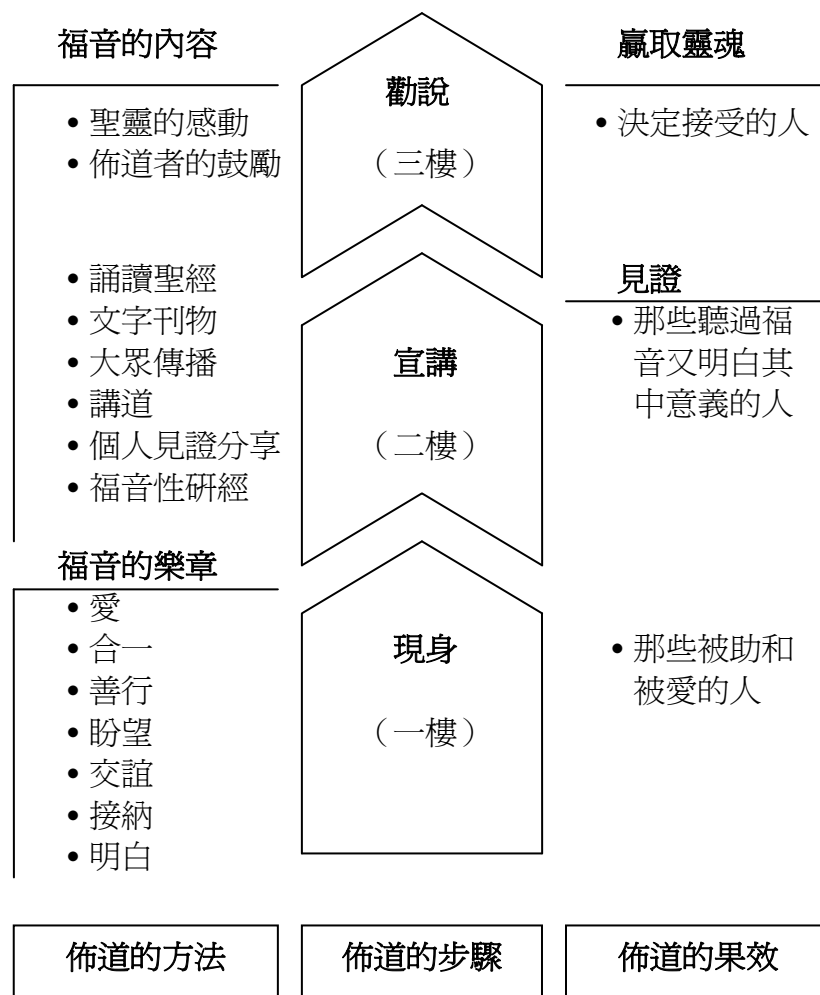 福音的內容
• 聖靈的感動
• 佈道者的鼓勵
• 誦讀聖經
• 文字刊物
• 大眾傳播
• 講道
• 個人見證分享
• 福音性研經
福音的樂章
• 愛
• 合一
• 善行
• 盼望
• 交誼
• 接納
• 明白
佈道的方法
勸說
（三樓）
宣講
（二樓）
現身
（一樓）
佈道的步驟
贏取靈魂
• 決定接受的人
見證
• 那些聽過福
音又明白其
中意義的人
• 那些被助和
被愛的人
佈道的果效